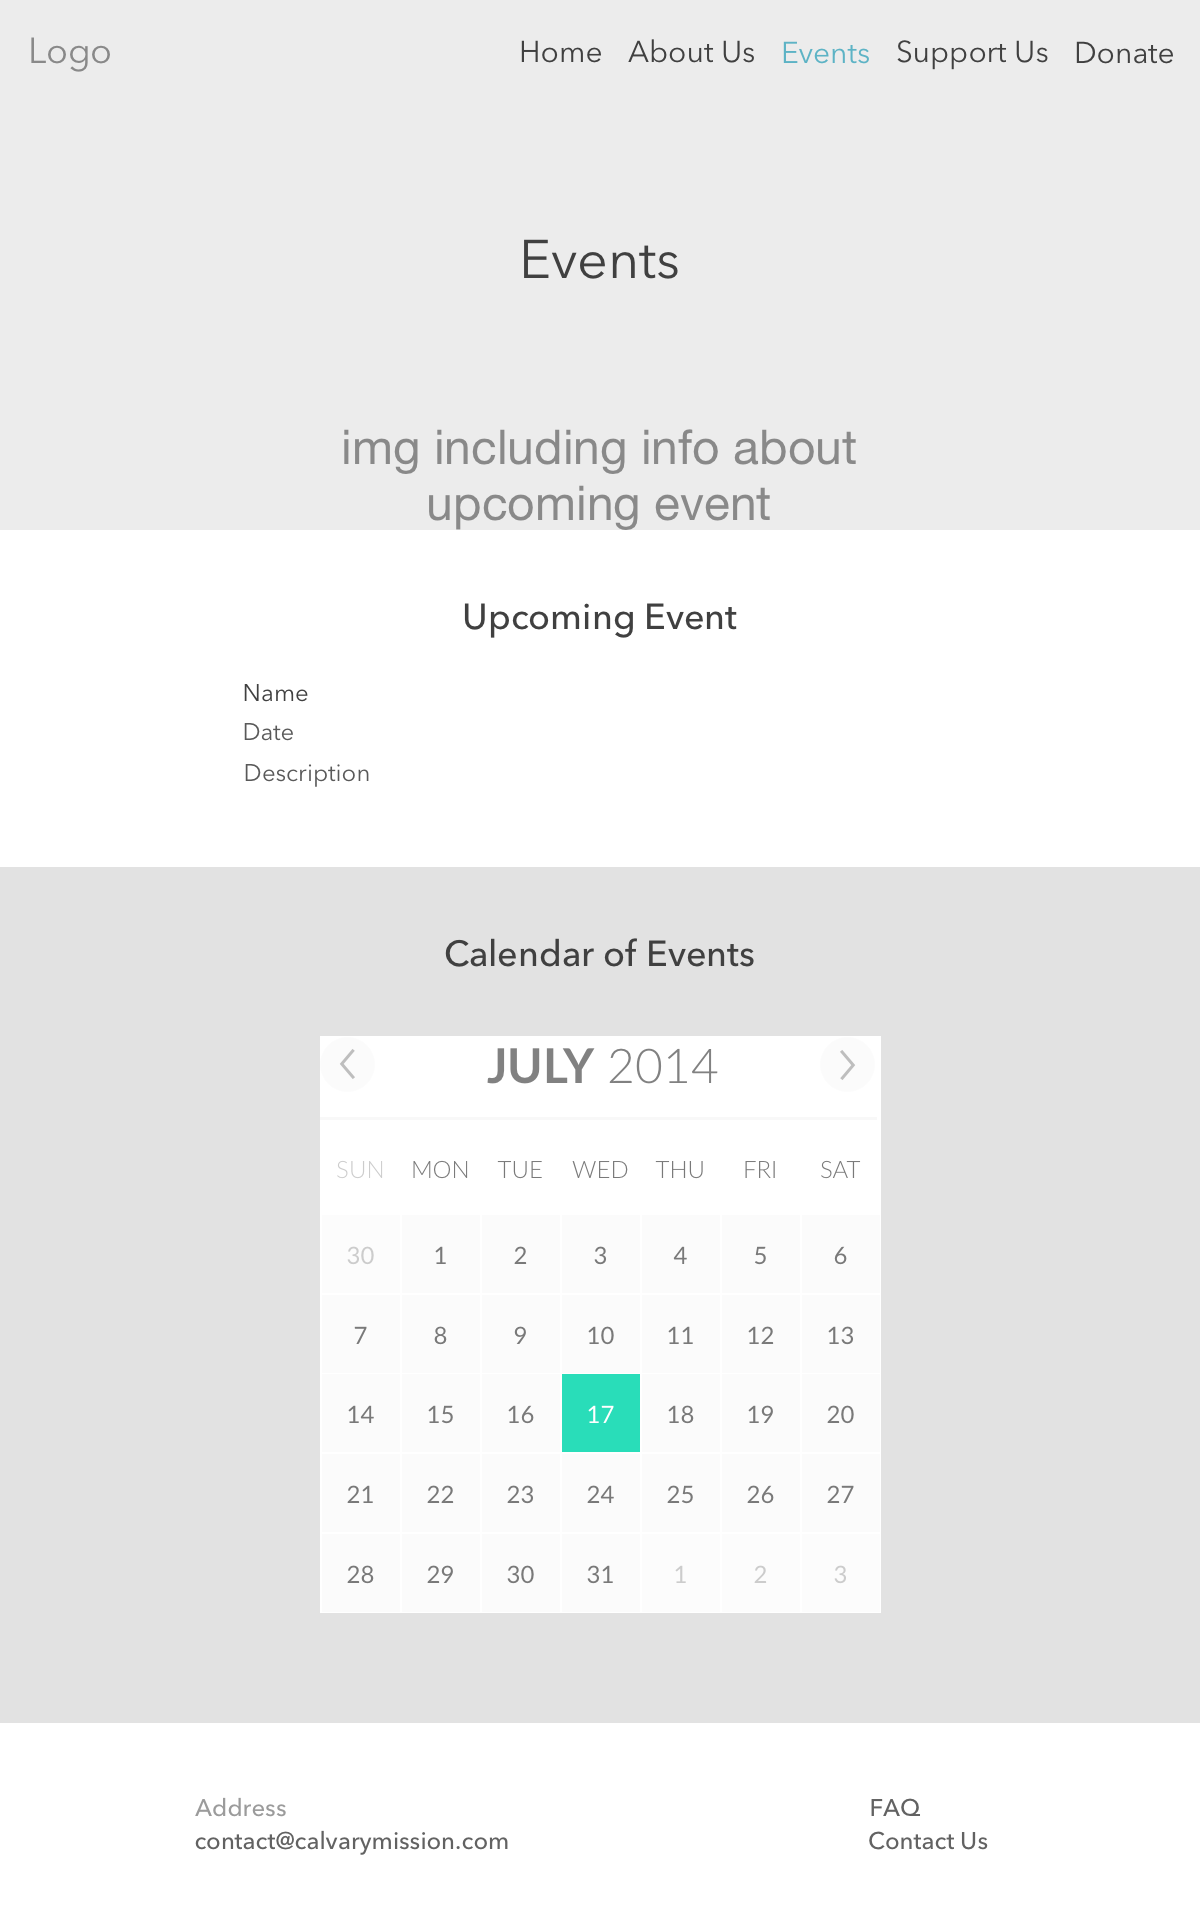 Logo Home About Us Events Support Us Donate
Events
img including info about
upcoming event
Upcoming Event
Name
Date
Description
Calendar of Events
JULY 2014
SUN MON TUE WED THU FRI SAT
30 1 2 3 4 5 6
7 8 9 10 11 12 13
14 15 16 17 18 19 20
21 22 23 24 25 26 27
28 29 30 31 1 2 3
Address FAQ
contact@calvarymission.com Contact Us